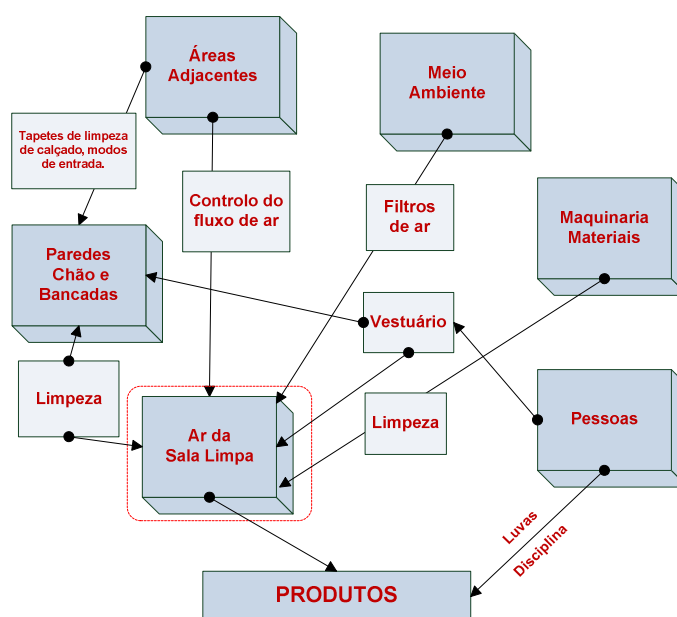 Áreas
Adjacentes
Meio
Ambiente
Tapetes de limpeza
de calçado, modos
de entrada.
Controlo do
fluxo de ar
Filtros
de ar
Maquinaria
Materiais
Paredes
Chão e
Bancadas
Vestuário
Limpeza
Ar da
Sala Limpa
Limpeza
Pessoas
Luvas
Disciplina
PRODUTOS